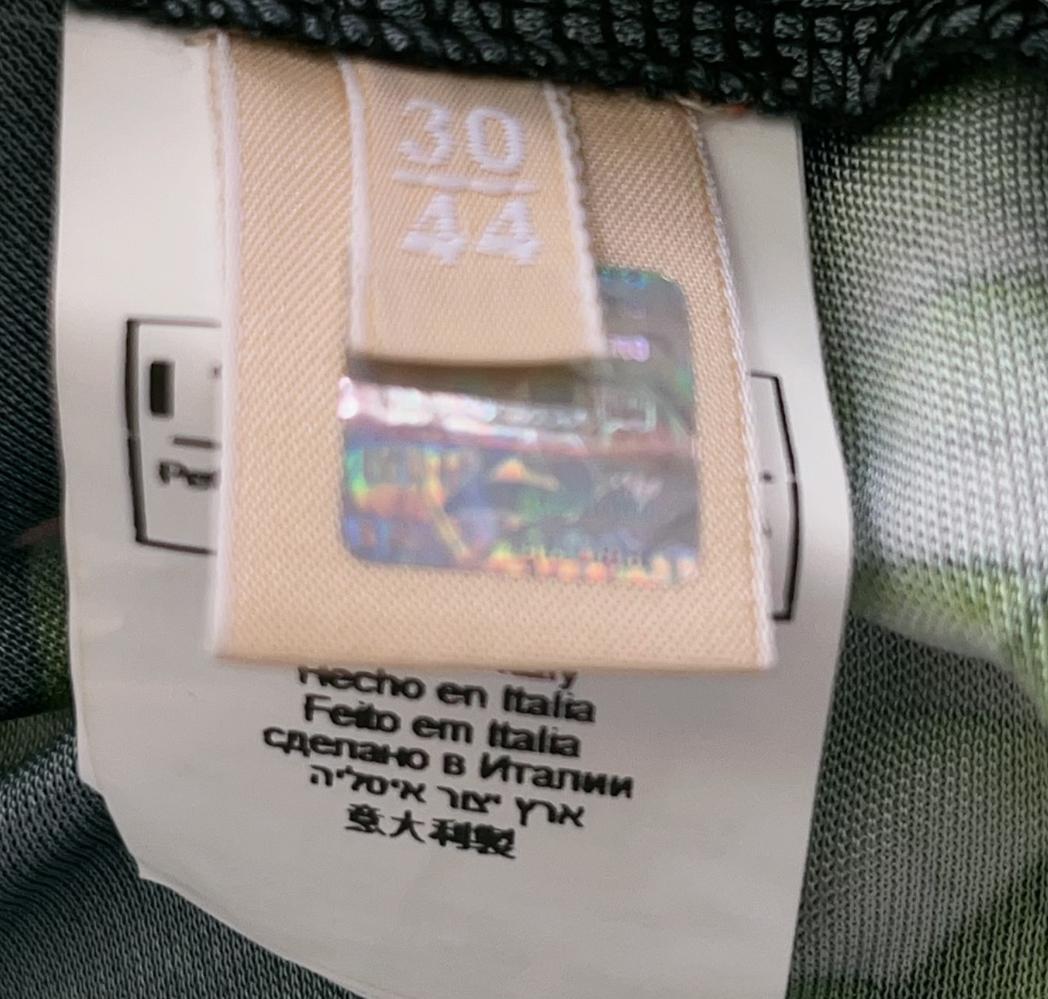 30
44
Hecho en Italia
Feito em Italia
сделано в Италии
ארץ יצור איטליה
意大利製